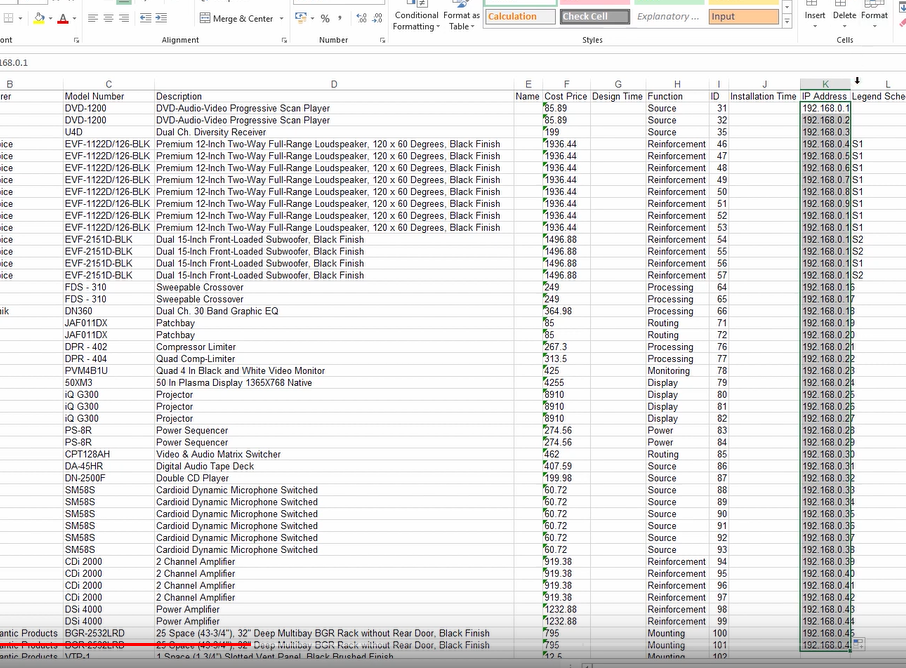 Merge & Center
$ % ,
Conditional Formatting
Format as Table
Calculation
Check Cell
Explanatory ...
Input
Insert Delete Format
ont Alignment Number Styles Cells
68.0.1
B C D E F G H I J K L
rer Model Number Description Name Cost Price Design Time Function ID Installation Time IP Address Legend Sche
DVD-1200 DVD-Audio-Video Progressive Scan Player 85.89 Source 31 192.168.0.1
DVD-1200 DVD-Audio-Video Progressive Scan Player 85.89 Source 32 192.168.0.2
U4D Dual Ch. Diversity Receiver 199 Source 35 192.168.0.3
oice EVF-1122D/126-BLK Premium 12-Inch Two-Way Full-Range Loudspeaker, 120 x 60 Degrees, Black Finish 1936.44 Reinforcement 46 192.168.0.4 S1
oice EVF-1122D/126-BLK Premium 12-Inch Two-Way Full-Range Loudspeaker, 120 x 60 Degrees, Black Finish 1936.44 Reinforcement 47 192.168.0.5 S1
oice EVF-1122D/126-BLK Premium 12-Inch Two-Way Full-Range Loudspeaker, 120 x 60 Degrees, Black Finish 1936.44 Reinforcement 48 192.168.0.6 S1
oice EVF-1122D/126-BLK Premium 12-Inch Two-Way Full-Range Loudspeaker, 120 x 60 Degrees, Black Finish 1936.44 Reinforcement 49 192.168.0.7 S1
oice EVF-1122D/126-BLK Premium 12-Inch Two-Way Full-Range Loudspeaker, 120 x 60 Degrees, Black Finish 1936.44 Reinforcement 50 192.168.0.8 S1
oice EVF-1122D/126-BLK Premium 12-Inch Two-Way Full-Range Loudspeaker, 120 x 60 Degrees, Black Finish 1936.44 Reinforcement 51 192.168.0.9 S1
oice EVF-1122D/126-BLK Premium 12-Inch Two-Way Full-Range Loudspeaker, 120 x 60 Degrees, Black Finish 1936.44 Reinforcement 52 192.168.0.1 S1
oice EVF-1122D/126-BLK Premium 12-Inch Two-Way Full-Range Loudspeaker, 120 x 60 Degrees, Black Finish 1936.44 Reinforcement 53 192.168.0.1 S1
oice EVF-2151D-BLK Dual 15-Inch Front-Loaded Subwoofer, Black Finish 1496.88 Reinforcement 54 192.168.0.1 S2
oice EVF-2151D-BLK Dual 15-Inch Front-Loaded Subwoofer, Black Finish 1496.88 Reinforcement 55 192.168.0.1 S2
oice EVF-2151D-BLK Dual 15-Inch Front-Loaded Subwoofer, Black Finish 1496.88 Reinforcement 56 192.168.0.1 S1
oice EVF-2151D-BLK Dual 15-Inch Front-Loaded Subwoofer, Black Finish 1496.88 Reinforcement 57 192.168.0.1 S2
FDS - 310 Sweepable Crossover 249 Processing 64 192.168.0.16
FDS - 310 Sweepable Crossover 249 Processing 65 192.168.0.17
nik DN360 Dual Ch. 30 Band Graphic EQ 364.98 Processing 66 192.168.0.18
JAF011DX Patchbay 85 Routing 71 192.168.0.19
JAF011DX Patchbay 85 Routing 72 192.168.0.20
DPR - 402 Compressor Limiter 267.3 Processing 76 192.168.0.21
DPR - 404 Quad Comp-Limiter 313.5 Processing 77 192.168.0.22
PVM4B1U Quad 4 In Black and White Video Monitor 425 Monitoring 78 192.168.0.23
50XM3 50 In Plasma Display 1365X768 Native 4255 Display 79 192.168.0.24
iQ G300 Projector 8910 Display 80 192.168.0.25
iQ G300 Projector 8910 Display 81 192.168.0.26
iQ G300 Projector 8910 Display 82 192.168.0.27
PS-8R Power Sequencer 274.56 Power 83 192.168.0.28
PS-8R Power Sequencer 274.56 Power 84 192.168.0.29
CPT128AH Video & Audio Matrix Switcher 462 Routing 85 192.168.0.30
DA-45HR Digital Audio Tape Deck 407.59 Source 86 192.168.0.31
DN-2500F Double CD Player 199.98 Source 87 192.168.0.32
SM58S Cardioid Dynamic Microphone Switched 60.72 Source 88 192.168.0.33
SM58S Cardioid Dynamic Microphone Switched 60.72 Source 89 192.168.0.34
SM58S Cardioid Dynamic Microphone Switched 60.72 Source 90 192.168.0.35
SM58S Cardioid Dynamic Microphone Switched 60.72 Source 91 192.168.0.36
SM58S Cardioid Dynamic Microphone Switched 60.72 Source 92 192.168.0.37
SM58S Cardioid Dynamic Microphone Switched 60.72 Source 93 192.168.0.38
CDi 2000 2 Channel Amplifier 919.38 Reinforcement 94 192.168.0.39
CDi 2000 2 Channel Amplifier 919.38 Reinforcement 95 192.168.0.40
CDi 2000 2 Channel Amplifier 919.38 Reinforcement 96 192.168.0.41
CDi 2000 2 Channel Amplifier 919.38 Reinforcement 97 192.168.0.42
DSi 4000 Power Amplifier 1232.88 Reinforcement 98 192.168.0.43
DSi 4000 Power Amplifier 1232.88 Reinforcement 99 192.168.0.44
antic Products BGR-2532LRD 25 Space (43-3/4"), 32" Deep Multibay BGR Rack without Rear Door, Black Finish 795 Mounting 100 192.168.0.45
antic Products BGR-2532LRD 25 Space (43-3/4"), 32" Deep Multibay BGR Rack without Rear Door, Black Finish 795 Mounting 101 192.168.0.4
antic Products VTP-1 1 Space (1 3/4") Slotted Vent Panel, Black Brushed Finish 12.5 Mounting 102